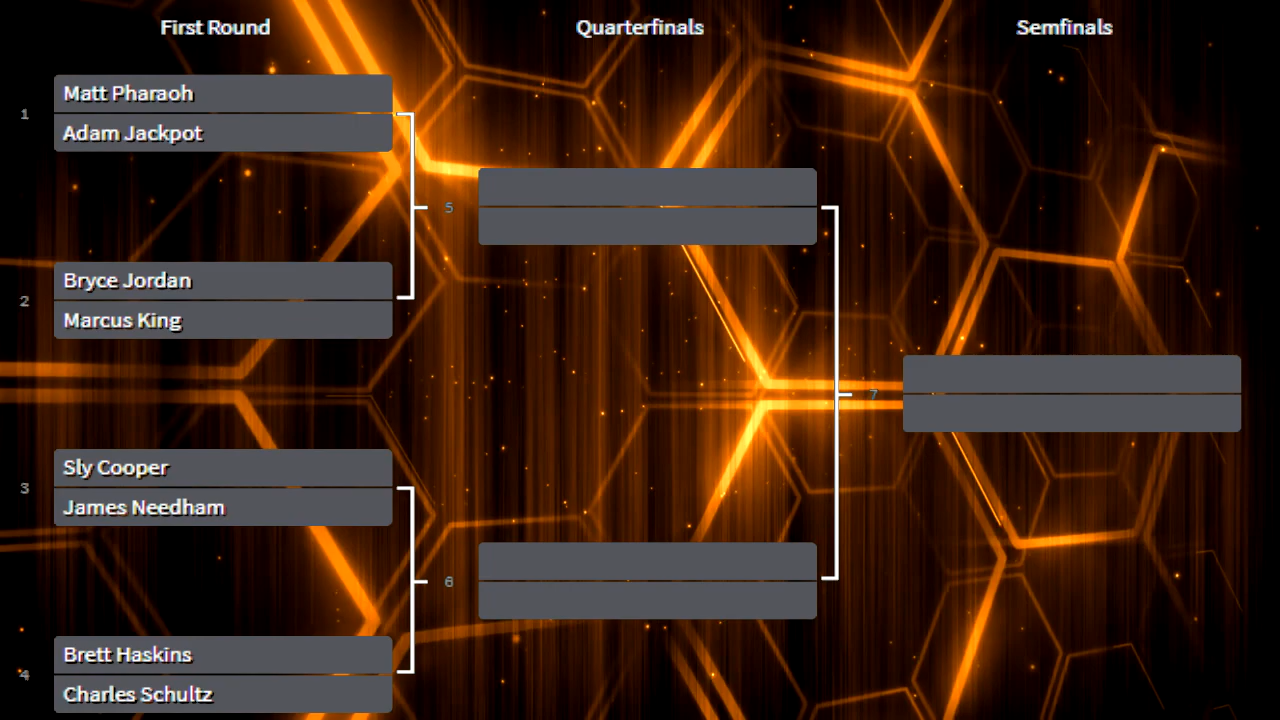 First Round
Quarterfinals
Semfinals
1
Matt Pharaoh
Adam Jackpot
5
2
Bryce Jordan
Marcus King
7
3
Sly Cooper
James Needham
6
4
Brett Haskins
Charles Schultz